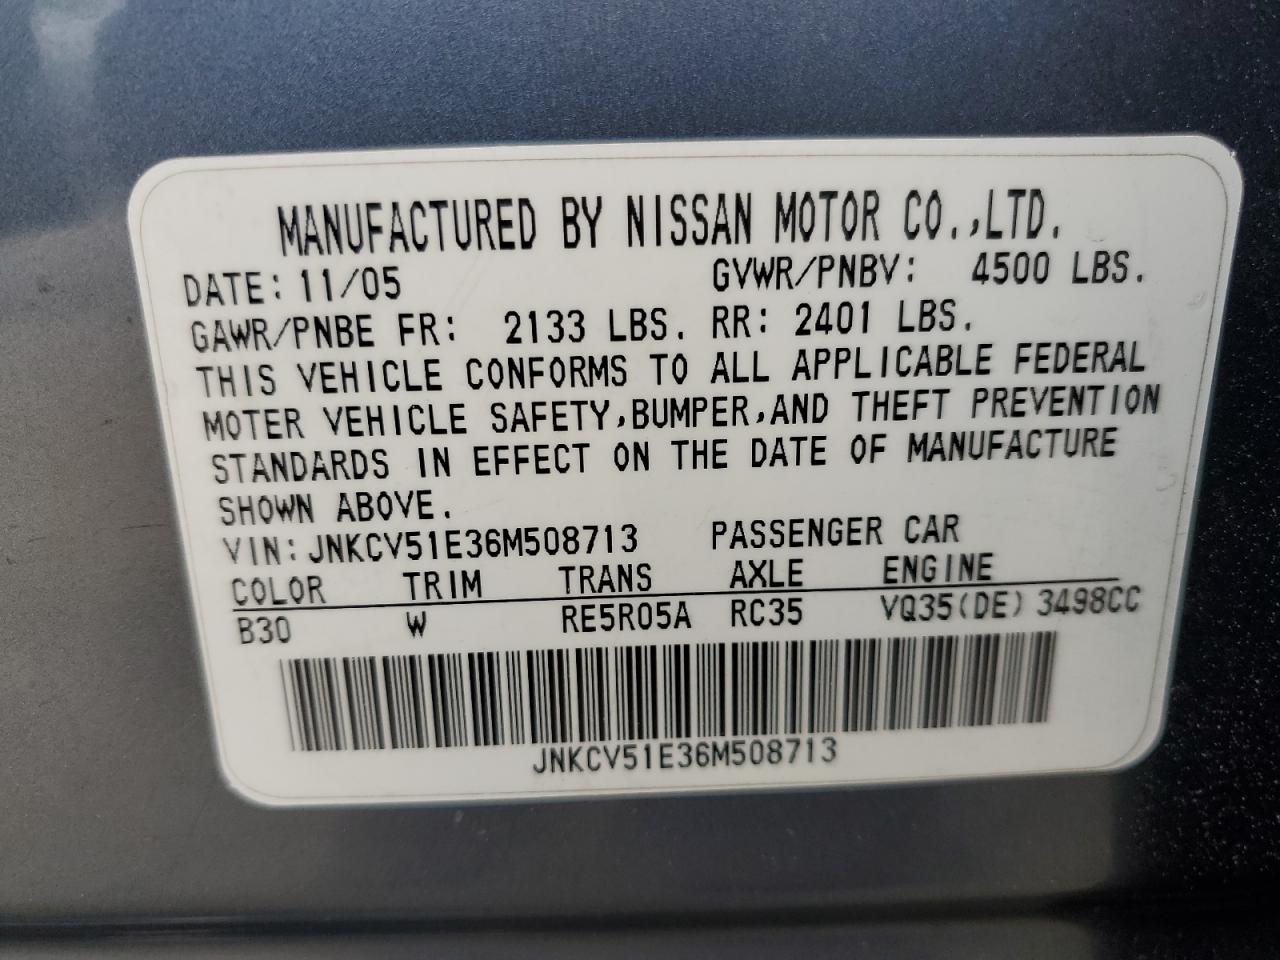 MANUFACTURED BY NISSAN MOTOR CO.,LTD.
DATE: 11/05 GVWR/PNBV: 4500 LBS.
GAWR/PNBE FR: 2133 LBS. RR: 2401 LBS.
THIS VEHICLE CONFORMS TO ALL APPLICABLE FEDERAL
MOTER VEHICLE SAFETY,BUMPER,AND THEFT PREVENTION
STANDARDS IN EFFECT ON THE DATE OF MANUFACTURE
SHOWN ABOVE.
VIN: JNKCV51E36M508713 PASSENGER CAR
COLOR TRIM TRANS AXLE ENGINE
B30 W RE5R05A RC35 VQ35(DE) 3498CC
JNKCV51E36M508713